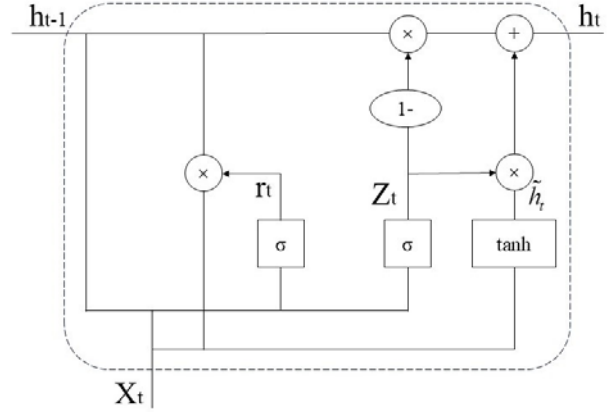 ht-1
×
+
ht
1-
×
rt
Zt
×
h̃t
σ
σ
tanh
Xt